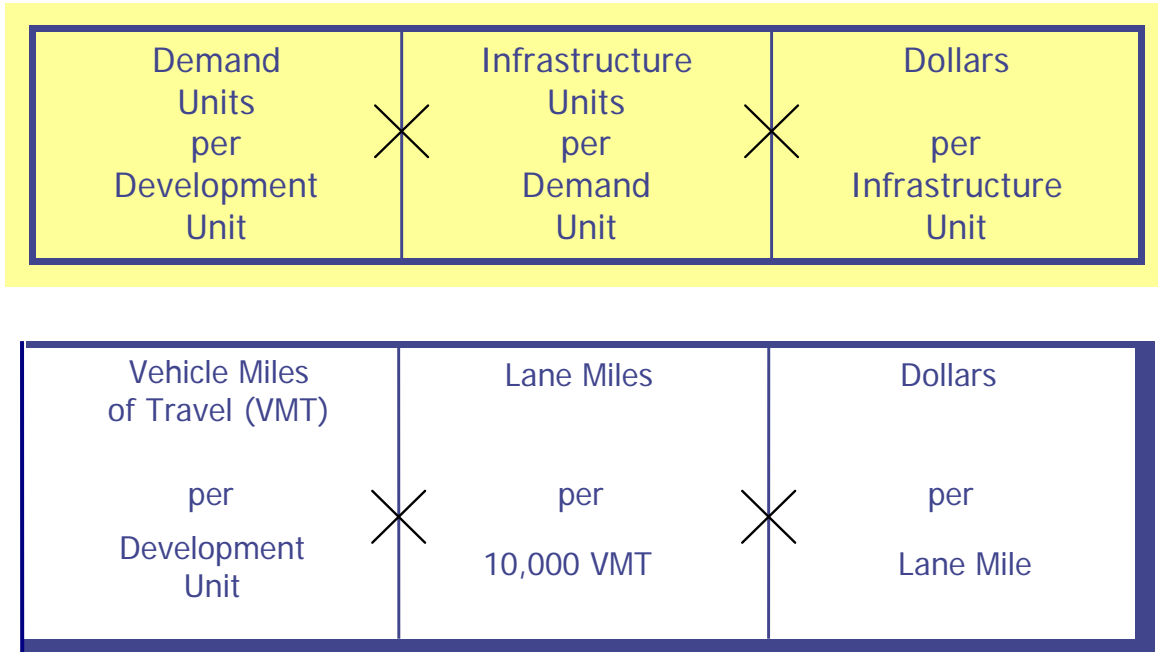 Demand
Units
per
Development
Unit
Infrastructure
Units
per
Demand
Unit
Dollars
per
Infrastructure
Unit
Vehicle Miles
of Travel (VMT)
per
Development
Unit
Lane Miles
per
10,000 VMT
Dollars
per
Lane Mile